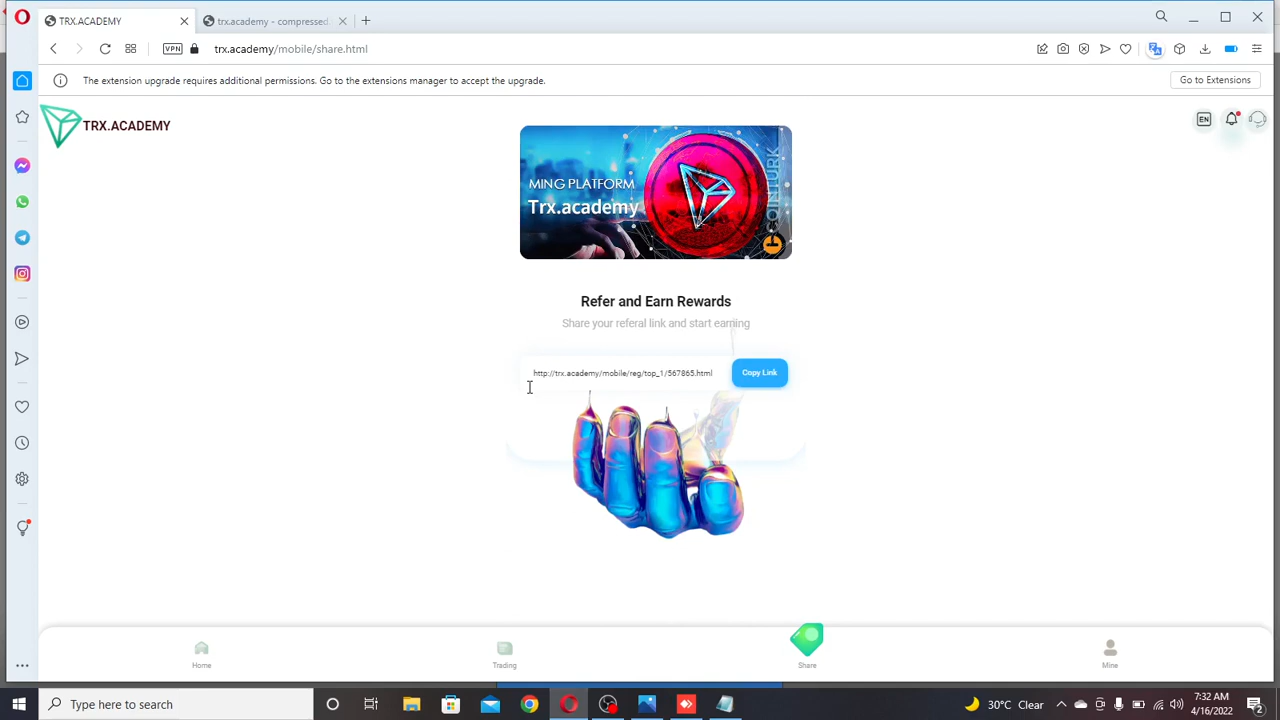 TRX.ACADEMY
trx.academy - compressed
VPN
trx.academy/mobile/share.html
The extension upgrade requires additional permissions. Go to the extensions manager to accept the upgrade.
Go to Extensions
TRX.ACADEMY
EN
MING PLATFORM
Trx.academy
COINTURK
Refer and Earn Rewards
Share your referal link and start earning
http://trx.academy/mobile/reg/top_1/567865.html
Copy Link
Home
Trading
Share
Mine
Type here to search
30°C Clear
7:32 AM
4/16/2022
2